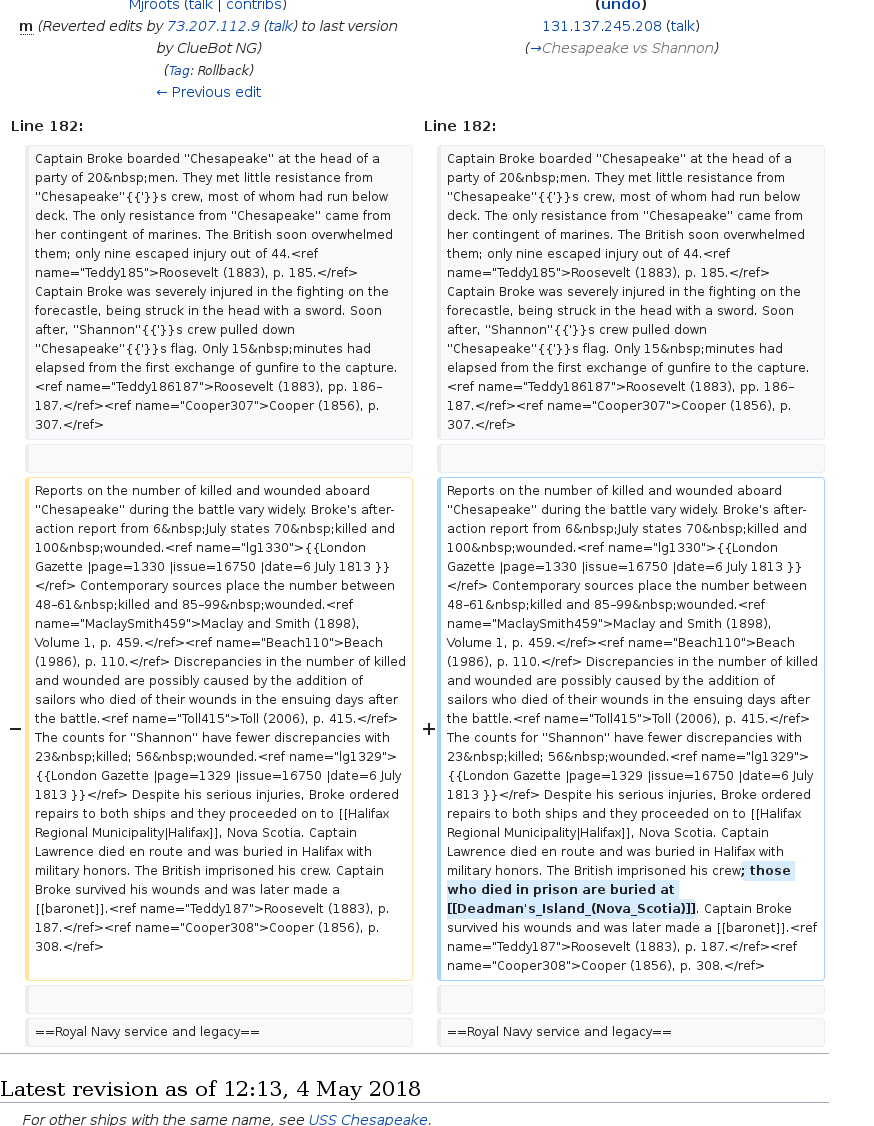 Mjroots (talk | contribs)
m (Reverted edits by 73.207.112.9 (talk) to last version
by ClueBot NG)
(Tag: Rollback)
← Previous edit
(undo)
131.137.245.208 (talk)
(→Chesapeake vs Shannon)
Line 182:
Line 182:
Captain Broke boarded ''Chesapeake'' at the head of a
party of 20&nbsp;men. They met little resistance from
''Chesapeake''{{'}}s crew, most of whom had run below
deck. The only resistance from ''Chesapeake'' came from
her contingent of marines. The British soon overwhelmed
them; only nine escaped injury out of 44.<ref
name="Teddy185">Roosevelt (1883), p. 185.</ref>
Captain Broke was severely injured in the fighting on the
forecastle, being struck in the head with a sword. Soon
after, ''Shannon''{{'}}s crew pulled down
''Chesapeake''{{'}}s flag. Only 15&nbsp;minutes had
elapsed from the first exchange of gunfire to the capture.
<ref name="Teddy186187">Roosevelt (1883), pp. 186–
187.</ref><ref name="Cooper307">Cooper (1856), p.
307.</ref>
Captain Broke boarded ''Chesapeake'' at the head of a
party of 20&nbsp;men. They met little resistance from
''Chesapeake''{{'}}s crew, most of whom had run below
deck. The only resistance from ''Chesapeake'' came from
her contingent of marines. The British soon overwhelmed
them; only nine escaped injury out of 44.<ref
name="Teddy185">Roosevelt (1883), p. 185.</ref>
Captain Broke was severely injured in the fighting on the
forecastle, being struck in the head with a sword. Soon
after, ''Shannon''{{'}}s crew pulled down
''Chesapeake''{{'}}s flag. Only 15&nbsp;minutes had
elapsed from the first exchange of gunfire to the capture.
<ref name="Teddy186187">Roosevelt (1883), pp. 186–
187.</ref><ref name="Cooper307">Cooper (1856), p.
307.</ref>
−
Reports on the number of killed and wounded aboard
''Chesapeake'' during the battle vary widely. Broke's after-
action report from 6&nbsp;July states 70&nbsp;killed and
100&nbsp;wounded.<ref name="lg1330">{{London
Gazette |page=1330 |issue=16750 |date=6 July 1813 }}
</ref> Contemporary sources place the number between
48–61&nbsp;killed and 85–99&nbsp;wounded.<ref
name="MaclaySmith459">Maclay and Smith (1898),
Volume 1, p. 459.</ref><ref name="Beach110">Beach
(1986), p. 110.</ref> Discrepancies in the number of killed
and wounded are possibly caused by the addition of
sailors who died of their wounds in the ensuing days after
the battle.<ref name="Toll415">Toll (2006), p. 415.</ref>
The counts for ''Shannon'' have fewer discrepancies with
23&nbsp;killed; 56&nbsp;wounded.<ref name="lg1329">
{{London Gazette |page=1329 |issue=16750 |date=6 July
1813 }}</ref> Despite his serious injuries, Broke ordered
repairs to both ships and they proceeded on to [[Halifax
Regional Municipality|Halifax]], Nova Scotia. Captain
Lawrence died en route and was buried in Halifax with
military honors. The British imprisoned his crew. Captain
Broke survived his wounds and was later made a
[[baronet]].<ref name="Teddy187">Roosevelt (1883), p.
187.</ref><ref name="Cooper308">Cooper (1856), p.
308.</ref>
+
Reports on the number of killed and wounded aboard
''Chesapeake'' during the battle vary widely. Broke's after-
action report from 6&nbsp;July states 70&nbsp;killed and
100&nbsp;wounded.<ref name="lg1330">{{London
Gazette |page=1330 |issue=16750 |date=6 July 1813 }}
</ref> Contemporary sources place the number between
48–61&nbsp;killed and 85–99&nbsp;wounded.<ref
name="MaclaySmith459">Maclay and Smith (1898),
Volume 1, p. 459.</ref><ref name="Beach110">Beach
(1986), p. 110.</ref> Discrepancies in the number of killed
and wounded are possibly caused by the addition of
sailors who died of their wounds in the ensuing days after
the battle.<ref name="Toll415">Toll (2006), p. 415.</ref>
The counts for ''Shannon'' have fewer discrepancies with
23&nbsp;killed; 56&nbsp;wounded.<ref name="lg1329">
{{London Gazette |page=1329 |issue=16750 |date=6 July
1813 }}</ref> Despite his serious injuries, Broke ordered
repairs to both ships and they proceeded on to [[Halifax
Regional Municipality|Halifax]], Nova Scotia. Captain
Lawrence died en route and was buried in Halifax with
military honors. The British imprisoned his crew; those
who died in prison are buried at
[[Deadman's_Island_(Nova_Scotia)]]. Captain Broke
survived his wounds and was later made a [[baronet]].<ref
name="Teddy187">Roosevelt (1883), p. 187.</ref><ref
name="Cooper308">Cooper (1856), p. 308.</ref>
==Royal Navy service and legacy==
==Royal Navy service and legacy==
Latest revision as of 12:13, 4 May 2018
For other ships with the same name, see USS Chesapeake.